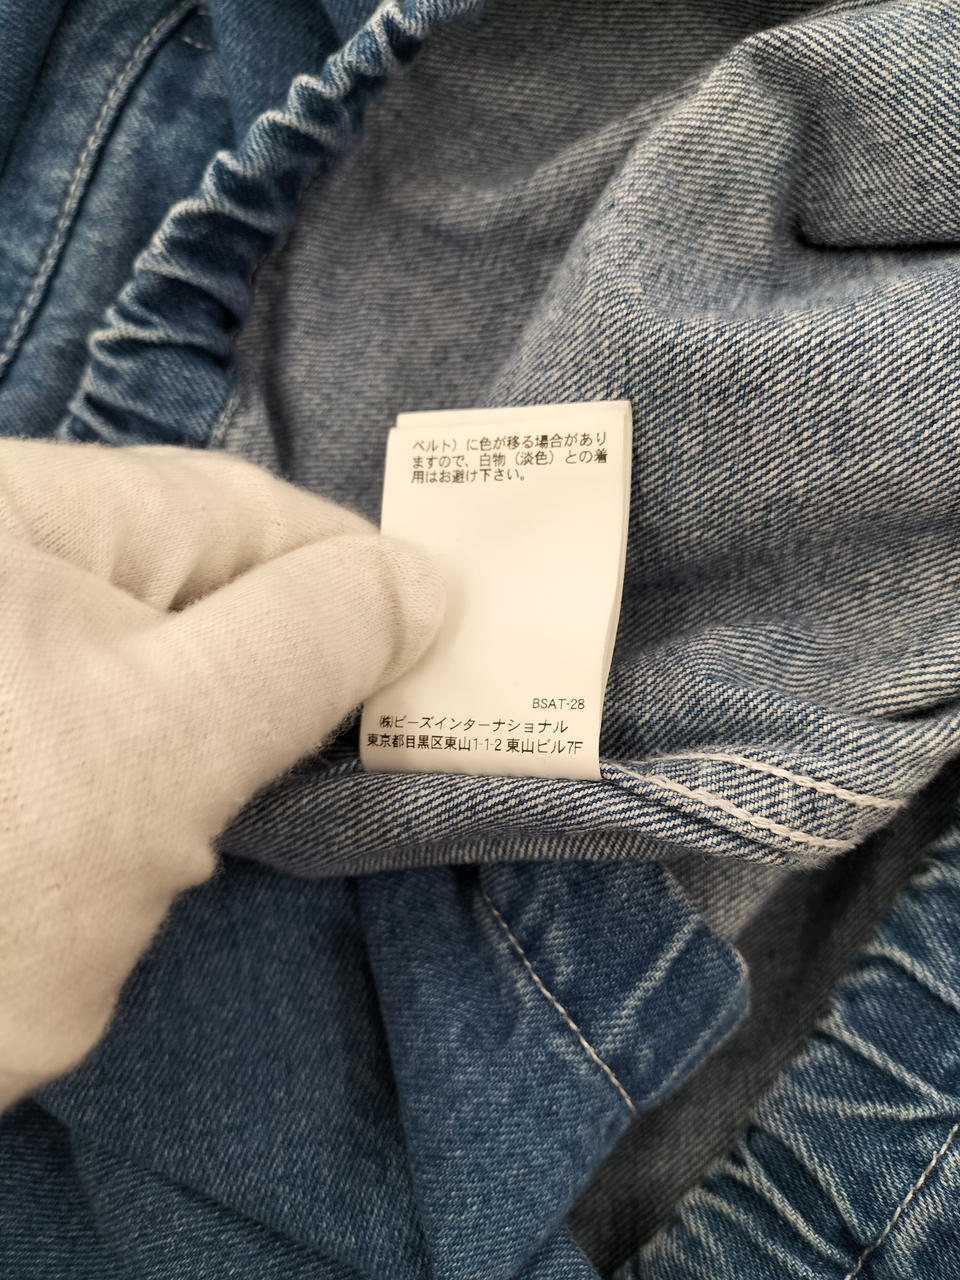 ベルト）に色が移る場合があり
ますので、白物（淡色）との着
用はお避け下さい。
BSAT-28
㈱ビーズインターナショナル
東京都目黒区東山1-1-2 東山ビル7F